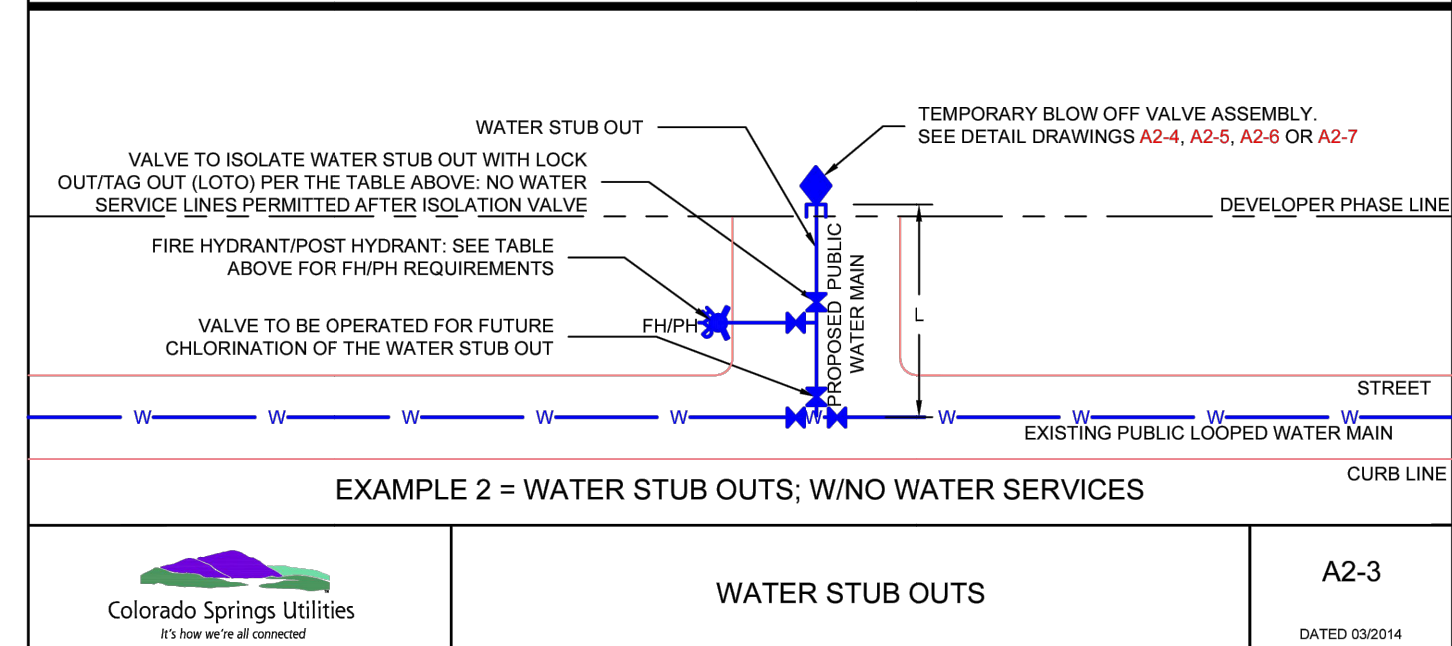 WATER STUB OUT
TEMPORARY BLOW OFF VALVE ASSEMBLY.
SEE DETAIL DRAWINGS A2-4, A2-5, A2-6 OR A2-7
VALVE TO ISOLATE WATER STUB OUT WITH LOCK
OUT/TAG OUT (LOTO) PER THE TABLE ABOVE: NO WATER
SERVICE LINES PERMITTED AFTER ISOLATION VALVE
DEVELOPER PHASE LINE
FIRE HYDRANT/POST HYDRANT: SEE TABLE
ABOVE FOR FH/PH REQUIREMENTS
PROPOSED PUBLIC
WATER MAIN
L
FH/PH
VALVE TO BE OPERATED FOR FUTURE
CHLORINATION OF THE WATER STUB OUT
STREET
W W W W W W W W W W
EXISTING PUBLIC LOOPED WATER MAIN
CURB LINE
EXAMPLE 2 = WATER STUB OUTS; W/NO WATER SERVICES
Colorado Springs Utilities
It's how we're all connected
WATER STUB OUTS
A2-3
DATED 03/2014